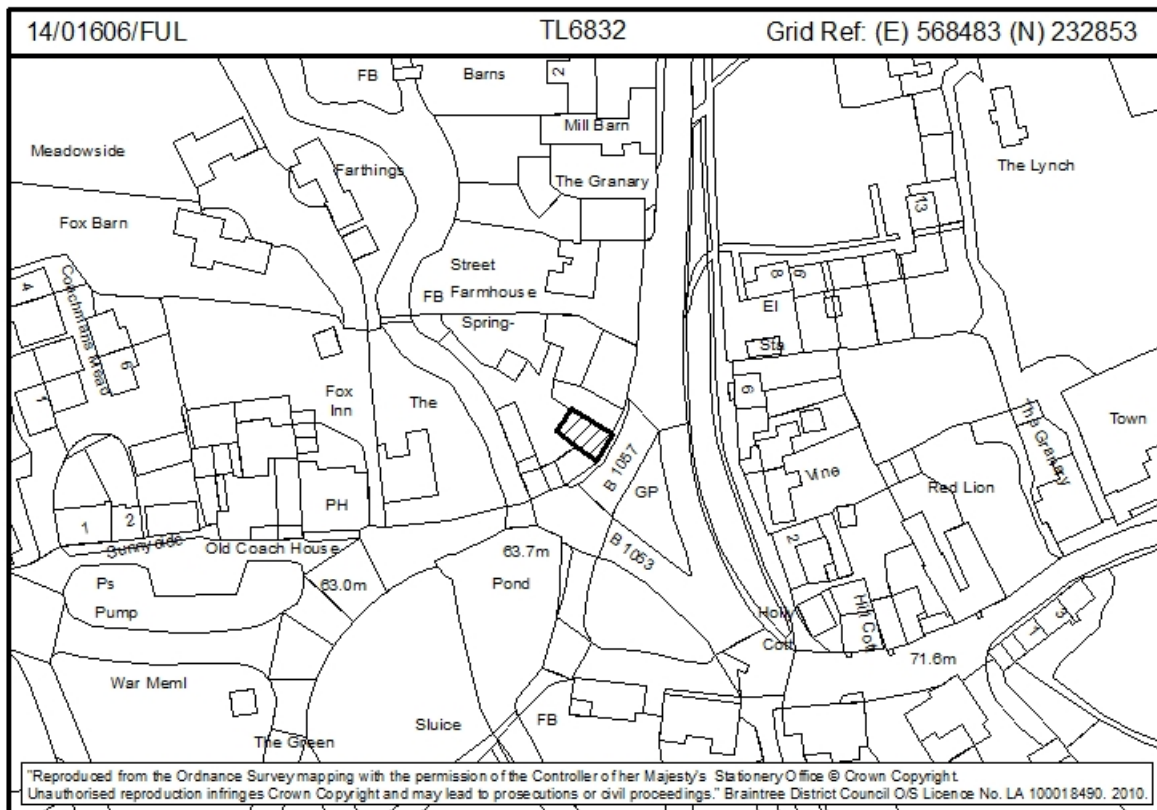 14/01606/FUL TL6832 Grid Ref: (E) 568483 (N) 232853
FB
Barns
2
Mill Barn
Meadowside
Farthings
The Granary
The Lynch
Fox Barn
13
Street
Farmhouse
FB
Spring-
8
9
El
Sta
6
4
Coachmans Mead
6
1
Fox
Inn
The
The Granary
Town
B 1057
GP
Vine
Red Lion
PH
1
2
Sunnyside
Old Coach House
B 1053
2
63.7m
Ps
Pump
63.0m
Pond
Holly
Cott
Hill Cott
3
1
71.6m
War Meml
Sluice
FB
The Green
"Reproduced from the Ordnance Survey mapping with the permission of the Controller of her Majesty's Stationery Office © Crown Copyright.
Unauthorised reproduction infringes Crown Copyright and may lead to prosecutions or civil proceedings." Braintree District Council O/S Licence No. LA 100018490. 2010.